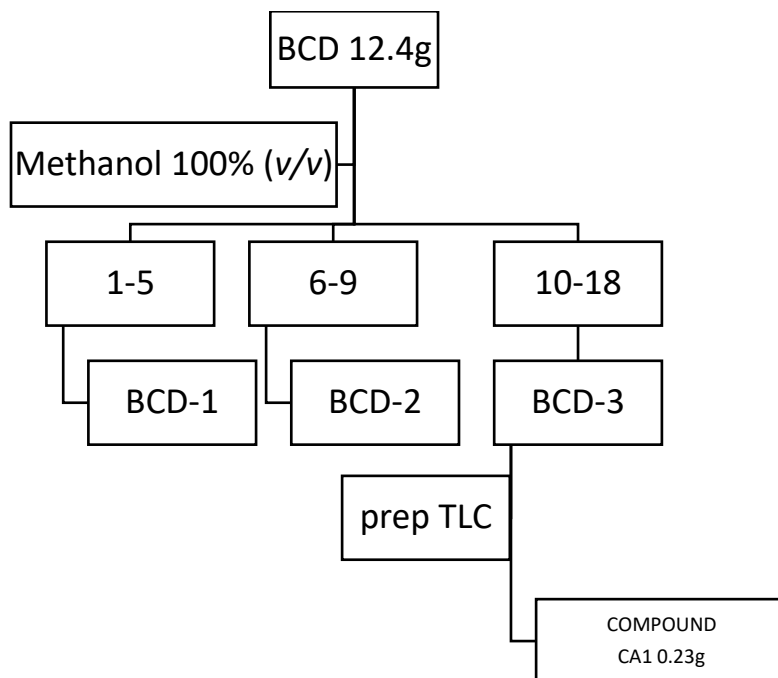 BCD 12.4g
Methanol 100% (v/v)
1-5
6-9
10-18
BCD-1
BCD-2
BCD-3
prep TLC
COMPOUND
CA1 0.23g